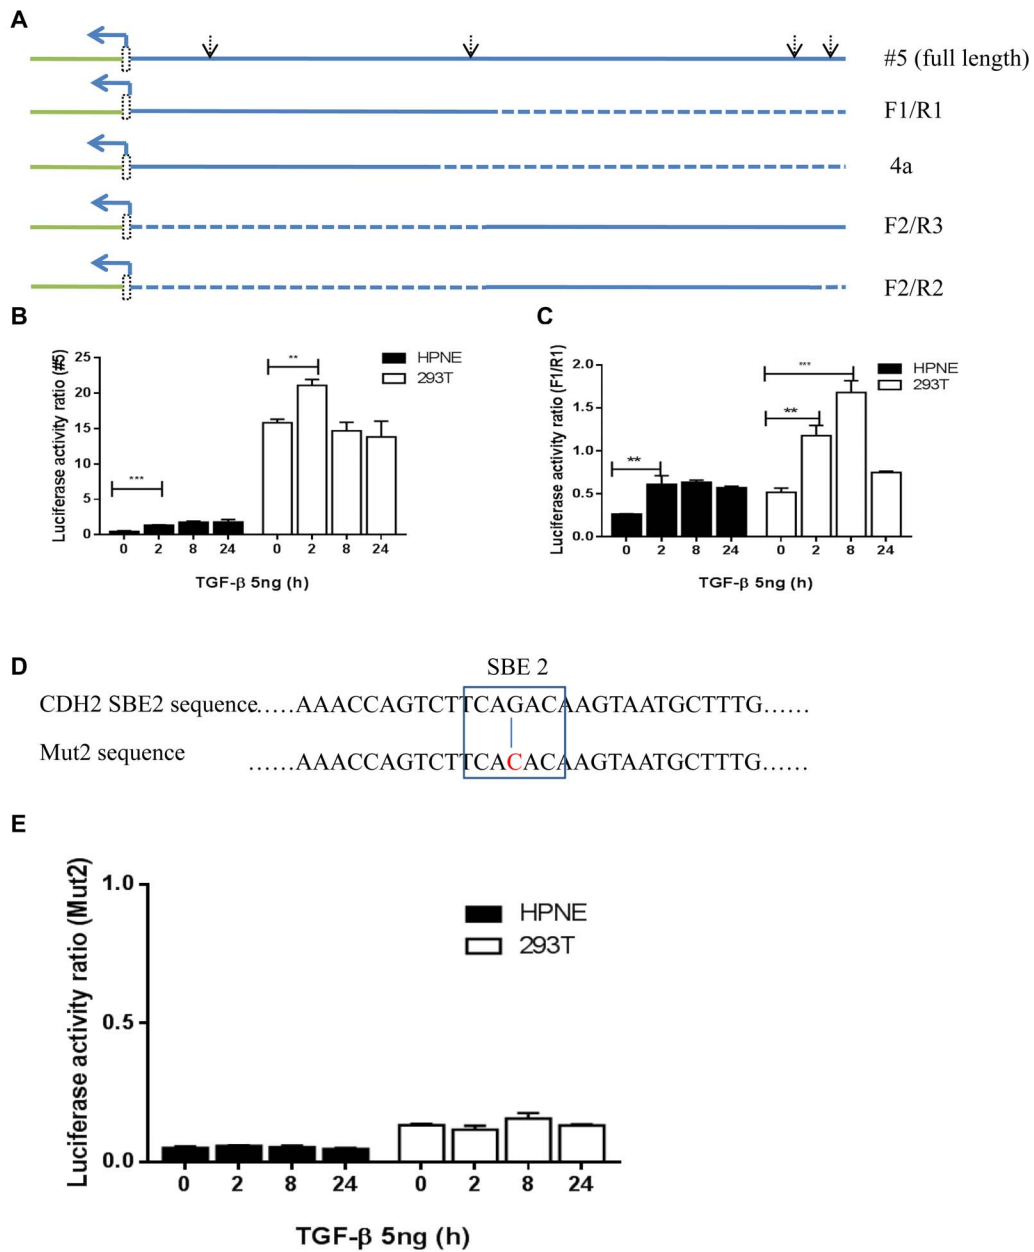 A
#5 (full length)
F1/R1
4a
F2/R3
F2/R2
B
Luciferase activity ratio (#5)
25
20
15
10
5
0
***
**
HPNE
293T
0 2 8 24 0 2 8 24
TGF-β 5ng (h)
C
Luciferase activity ratio (F1/R1)
2.0
1.5
1.0
0.5
0.0
**
**
***
HPNE
293T
0 2 8 24 0 2 8 24
TGF-β 5ng (h)
D
SBE 2
CDH2 SBE2 sequence……AAACCAGTCTTCAGACAAGTAATGCTTTG……
Mut2 sequence ……AAACCAGTCTTCACACAAGTAATGCTTTG……
E
Luciferase activity ratio (Mut2)
1.0
0.5
0.0
HPNE
293T
0 2 8 24 0 2 8 24
TGF-β 5ng (h)